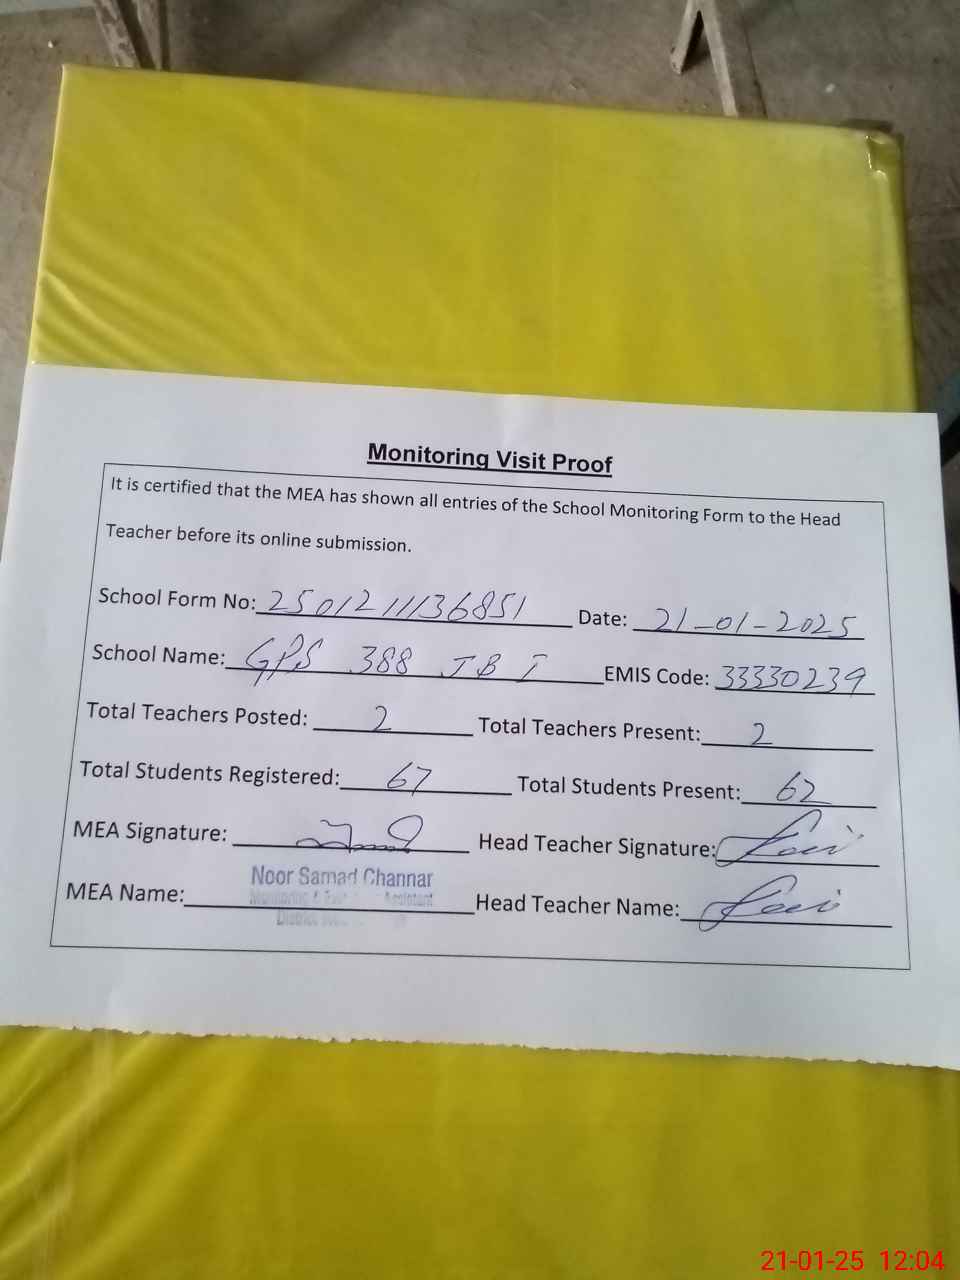 Monitoring Visit Proof
It is certified that the MEA has shown all entries of the School Monitoring Form to the Head
Teacher before its online submission.
School Form No: 250121136851 Date: 21-01-2025
School Name: GPS 388 JB I EMIS Code: 33330239
Total Teachers Posted: 2 Total Teachers Present: 2
Total Students Registered: 67 Total Students Present: 62
MEA Signature: Head Teacher Signature:
Noor Samad Channar
MEA Name: Head Teacher Name:
Assistant
District
21-01-25 12:04